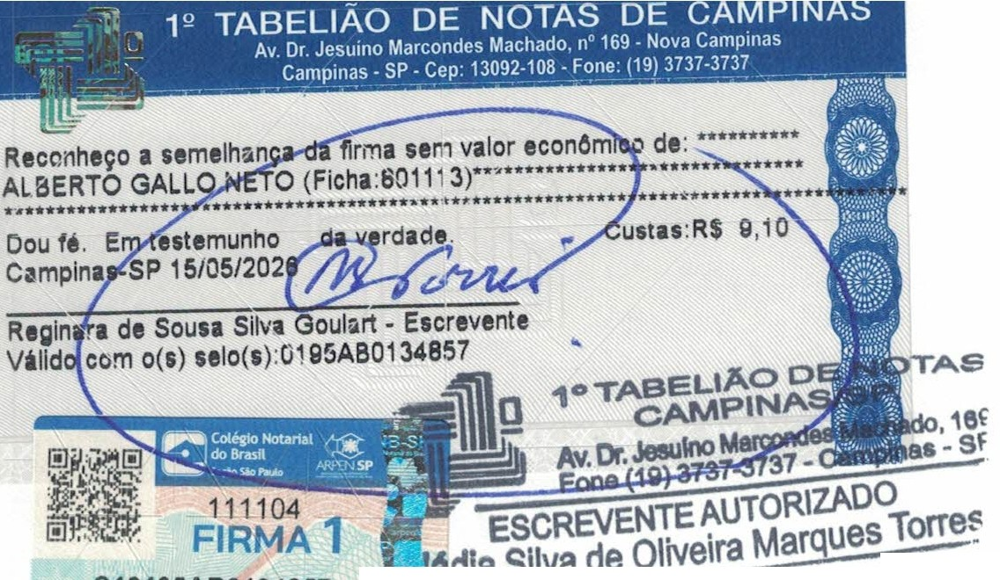 1º TABELIÃO DE NOTAS DE CAMPINAS
Av. Dr. Jesuíno Marcondes Machado, nº 169 - Nova Campinas
Campinas - SP - Cep: 13092-108 - Fone: (19) 3737-3737
Reconheço a semelhança da firma sem valor econômico de: **********
ALBERTO GALLO NETO (Ficha:601113)
Dou fé. Em testemunho da verdade. Custas:R$ 9,10
Campinas-SP 15/05/2026
Reginara de Sousa Silva Goulart - Escrevente
Válido com o(s) selo(s):0195AB0134857
1º TABELIÃO DE NOTAS
CAMPINAS/SP
Av. Dr. Jesuíno Marcondes Machado, 169
Fone (19) 3737-3737 - Campinas - SP
ESCREVENTE AUTORIZADO
Silva de Oliveira Marques Torres
Colégio Notarial
do Brasil
São Paulo
ARPEN SP
111104
FIRMA 1